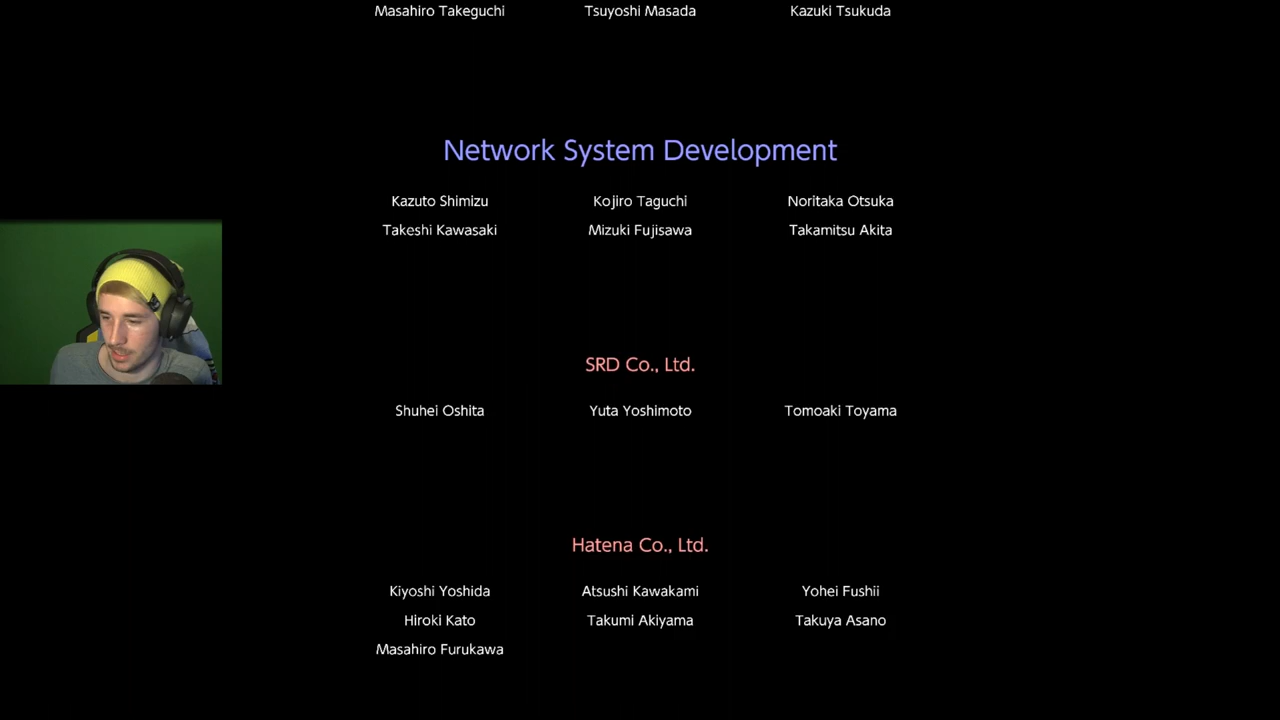 Masahiro Takeguchi Tsuyoshi Masada Kazuki Tsukuda
Network System Development
Kazuto Shimizu Kojiro Taguchi Noritaka Otsuka
Takeshi Kawasaki Mizuki Fujisawa Takamitsu Akita
SRD Co., Ltd.
Shuhei Oshita Yuta Yoshimoto Tomoaki Toyama
Hatena Co., Ltd.
Kiyoshi Yoshida Atsushi Kawakami Yohei Fushii
Hiroki Kato Takumi Akiyama Takuya Asano
Masahiro Furukawa